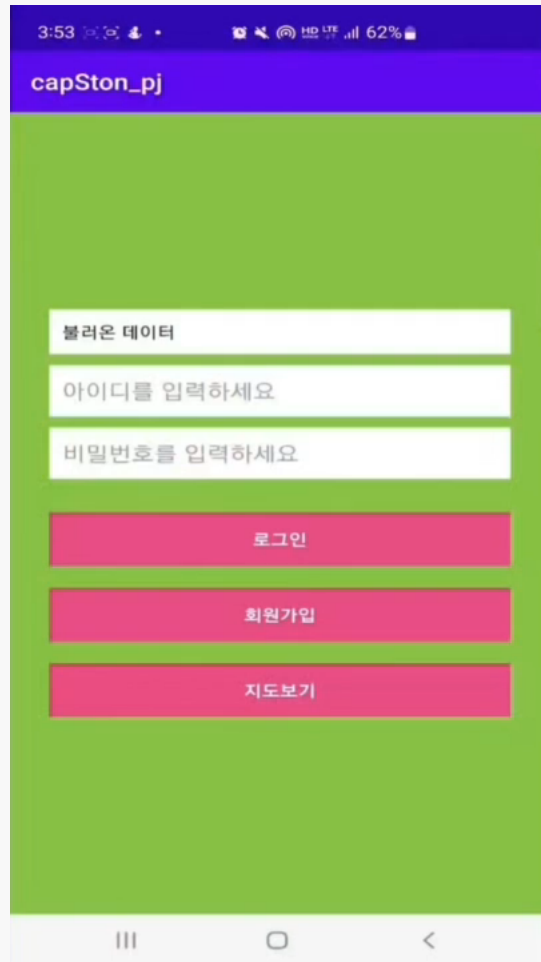 3:53 HD LTE 62%
capSton_pj
불러온 데이터
아이디를 입력하세요
비밀번호를 입력하세요
로그인
회원가입
지도보기